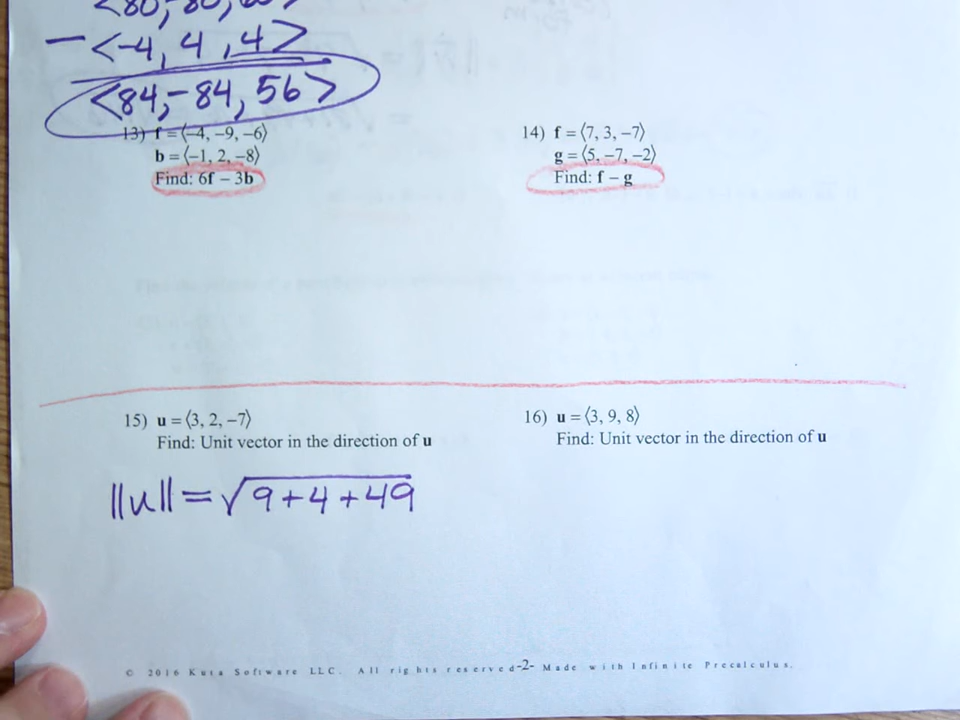 <80,-80,60>
- <-4, 4, 4>
<84,-84, 56>
13) f = ⟨-4, -9, -6⟩
b = ⟨-1, 2, -8⟩
Find: 6f - 3b
14) f = ⟨7, 3, -7⟩
g = ⟨5, -7, -2⟩
Find: f - g
15) u = ⟨3, 2, -7⟩
Find: Unit vector in the direction of u
||u|| = √9+4+49
16) u = ⟨3, 9, 8⟩
Find: Unit vector in the direction of u
© 2016 Kuta Software LLC. All rights reserved -2- Made with Infinite Precalculus.